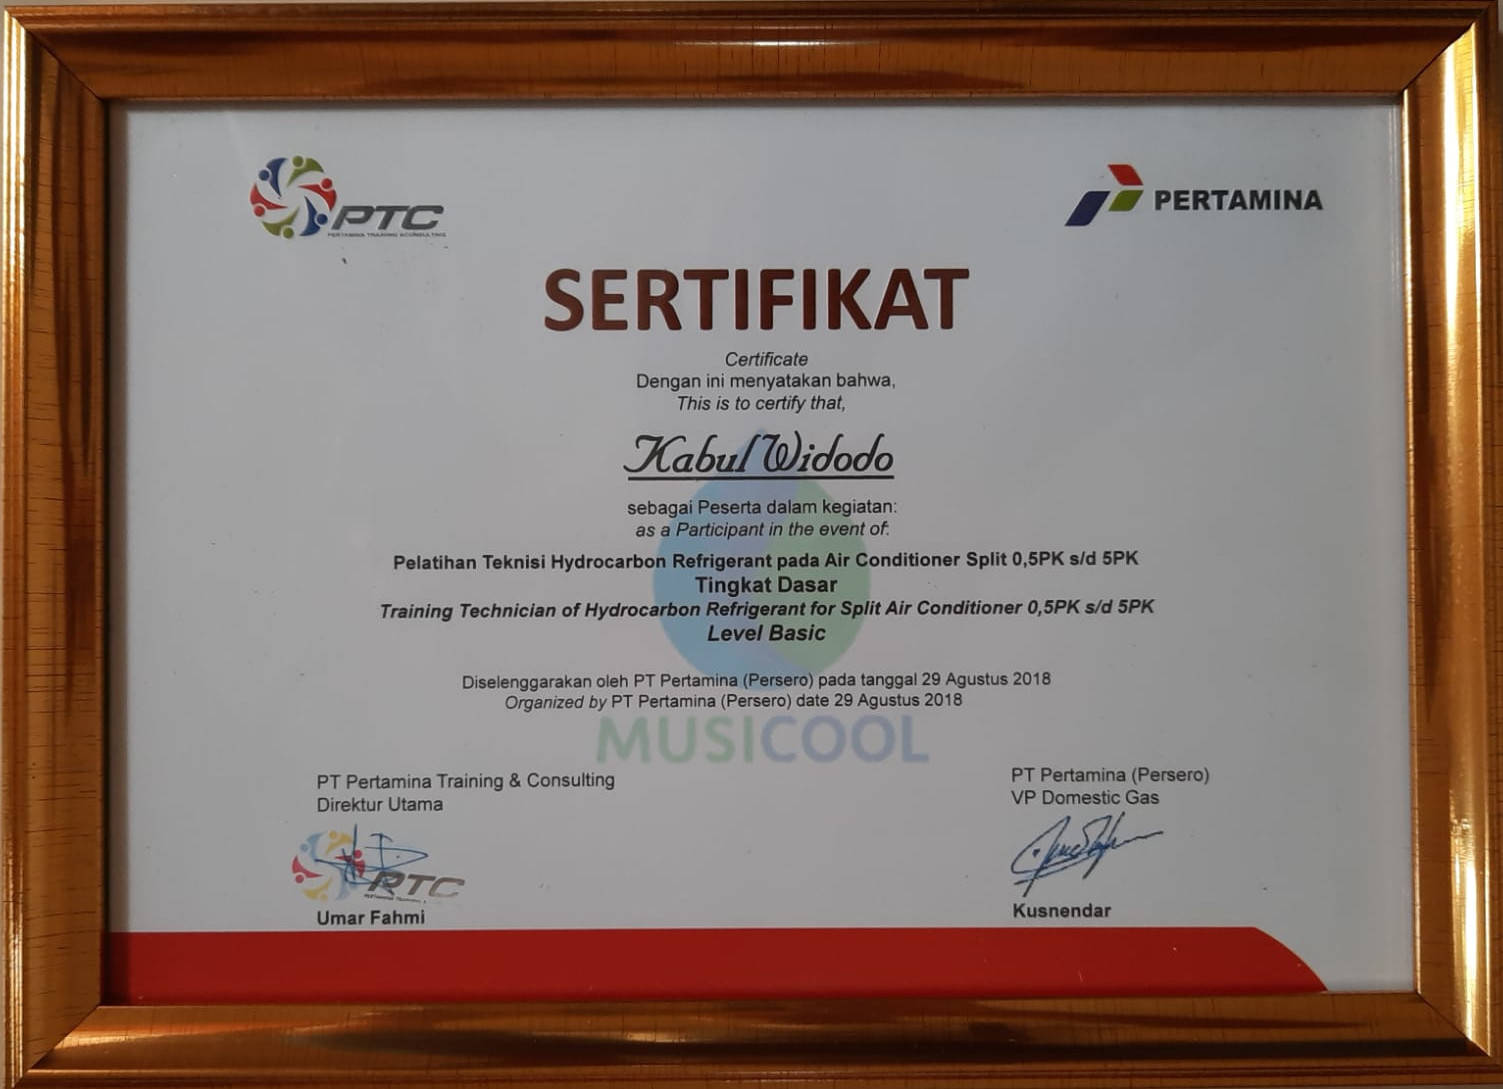 PTC
PERTAMINA TRAINING & CONSULTING
PERTAMINA
SERTIFIKAT
Certificate
Dengan ini menyatakan bahwa,
This is to certify that,
Kabul Widodo
sebagai Peserta dalam kegiatan:
as a Participant in the event of:
Pelatihan Teknisi Hydrocarbon Refrigerant pada Air Conditioner Split 0,5PK s/d 5PK
Tingkat Dasar
Training Technician of Hydrocarbon Refrigerant for Split Air Conditioner 0,5PK s/d 5PK
Level Basic
Diselenggarakan oleh PT Pertamina (Persero) pada tanggal 29 Agustus 2018
Organized by PT Pertamina (Persero) date 29 Agustus 2018
MUSICOOL
PT Pertamina Training & Consulting
Direktur Utama
PTC
Umar Fahmi
PT Pertamina (Persero)
VP Domestic Gas
Kusnendar